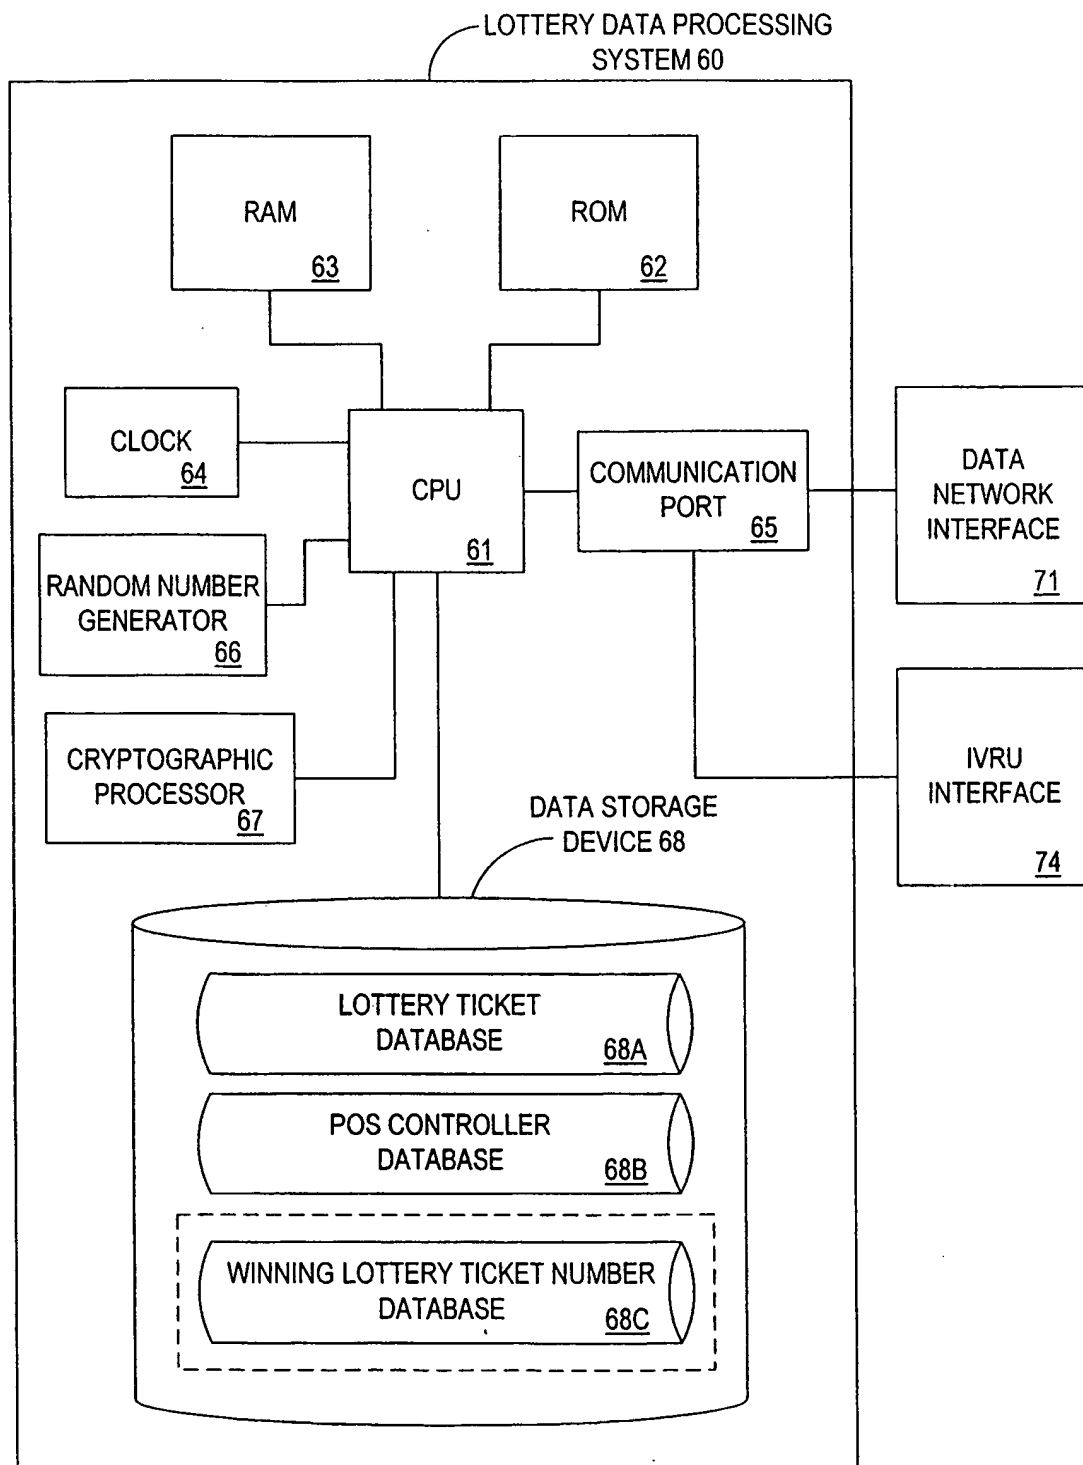 LOTTERY DATA PROCESSING
SYSTEM 60
RAM
63
ROM
62
CLOCK
64
CPU
61
COMMUNICATION
PORT
65
DATA
NETWORK
INTERFACE
71
RANDOM NUMBER
GENERATOR
66
CRYPTOGRAPHIC
PROCESSOR
67
IVRU
INTERFACE
74
DATA STORAGE
DEVICE 68
LOTTERY TICKET
DATABASE
68A
POS CONTROLLER
DATABASE
68B
WINNING LOTTERY TICKET NUMBER
DATABASE
68C